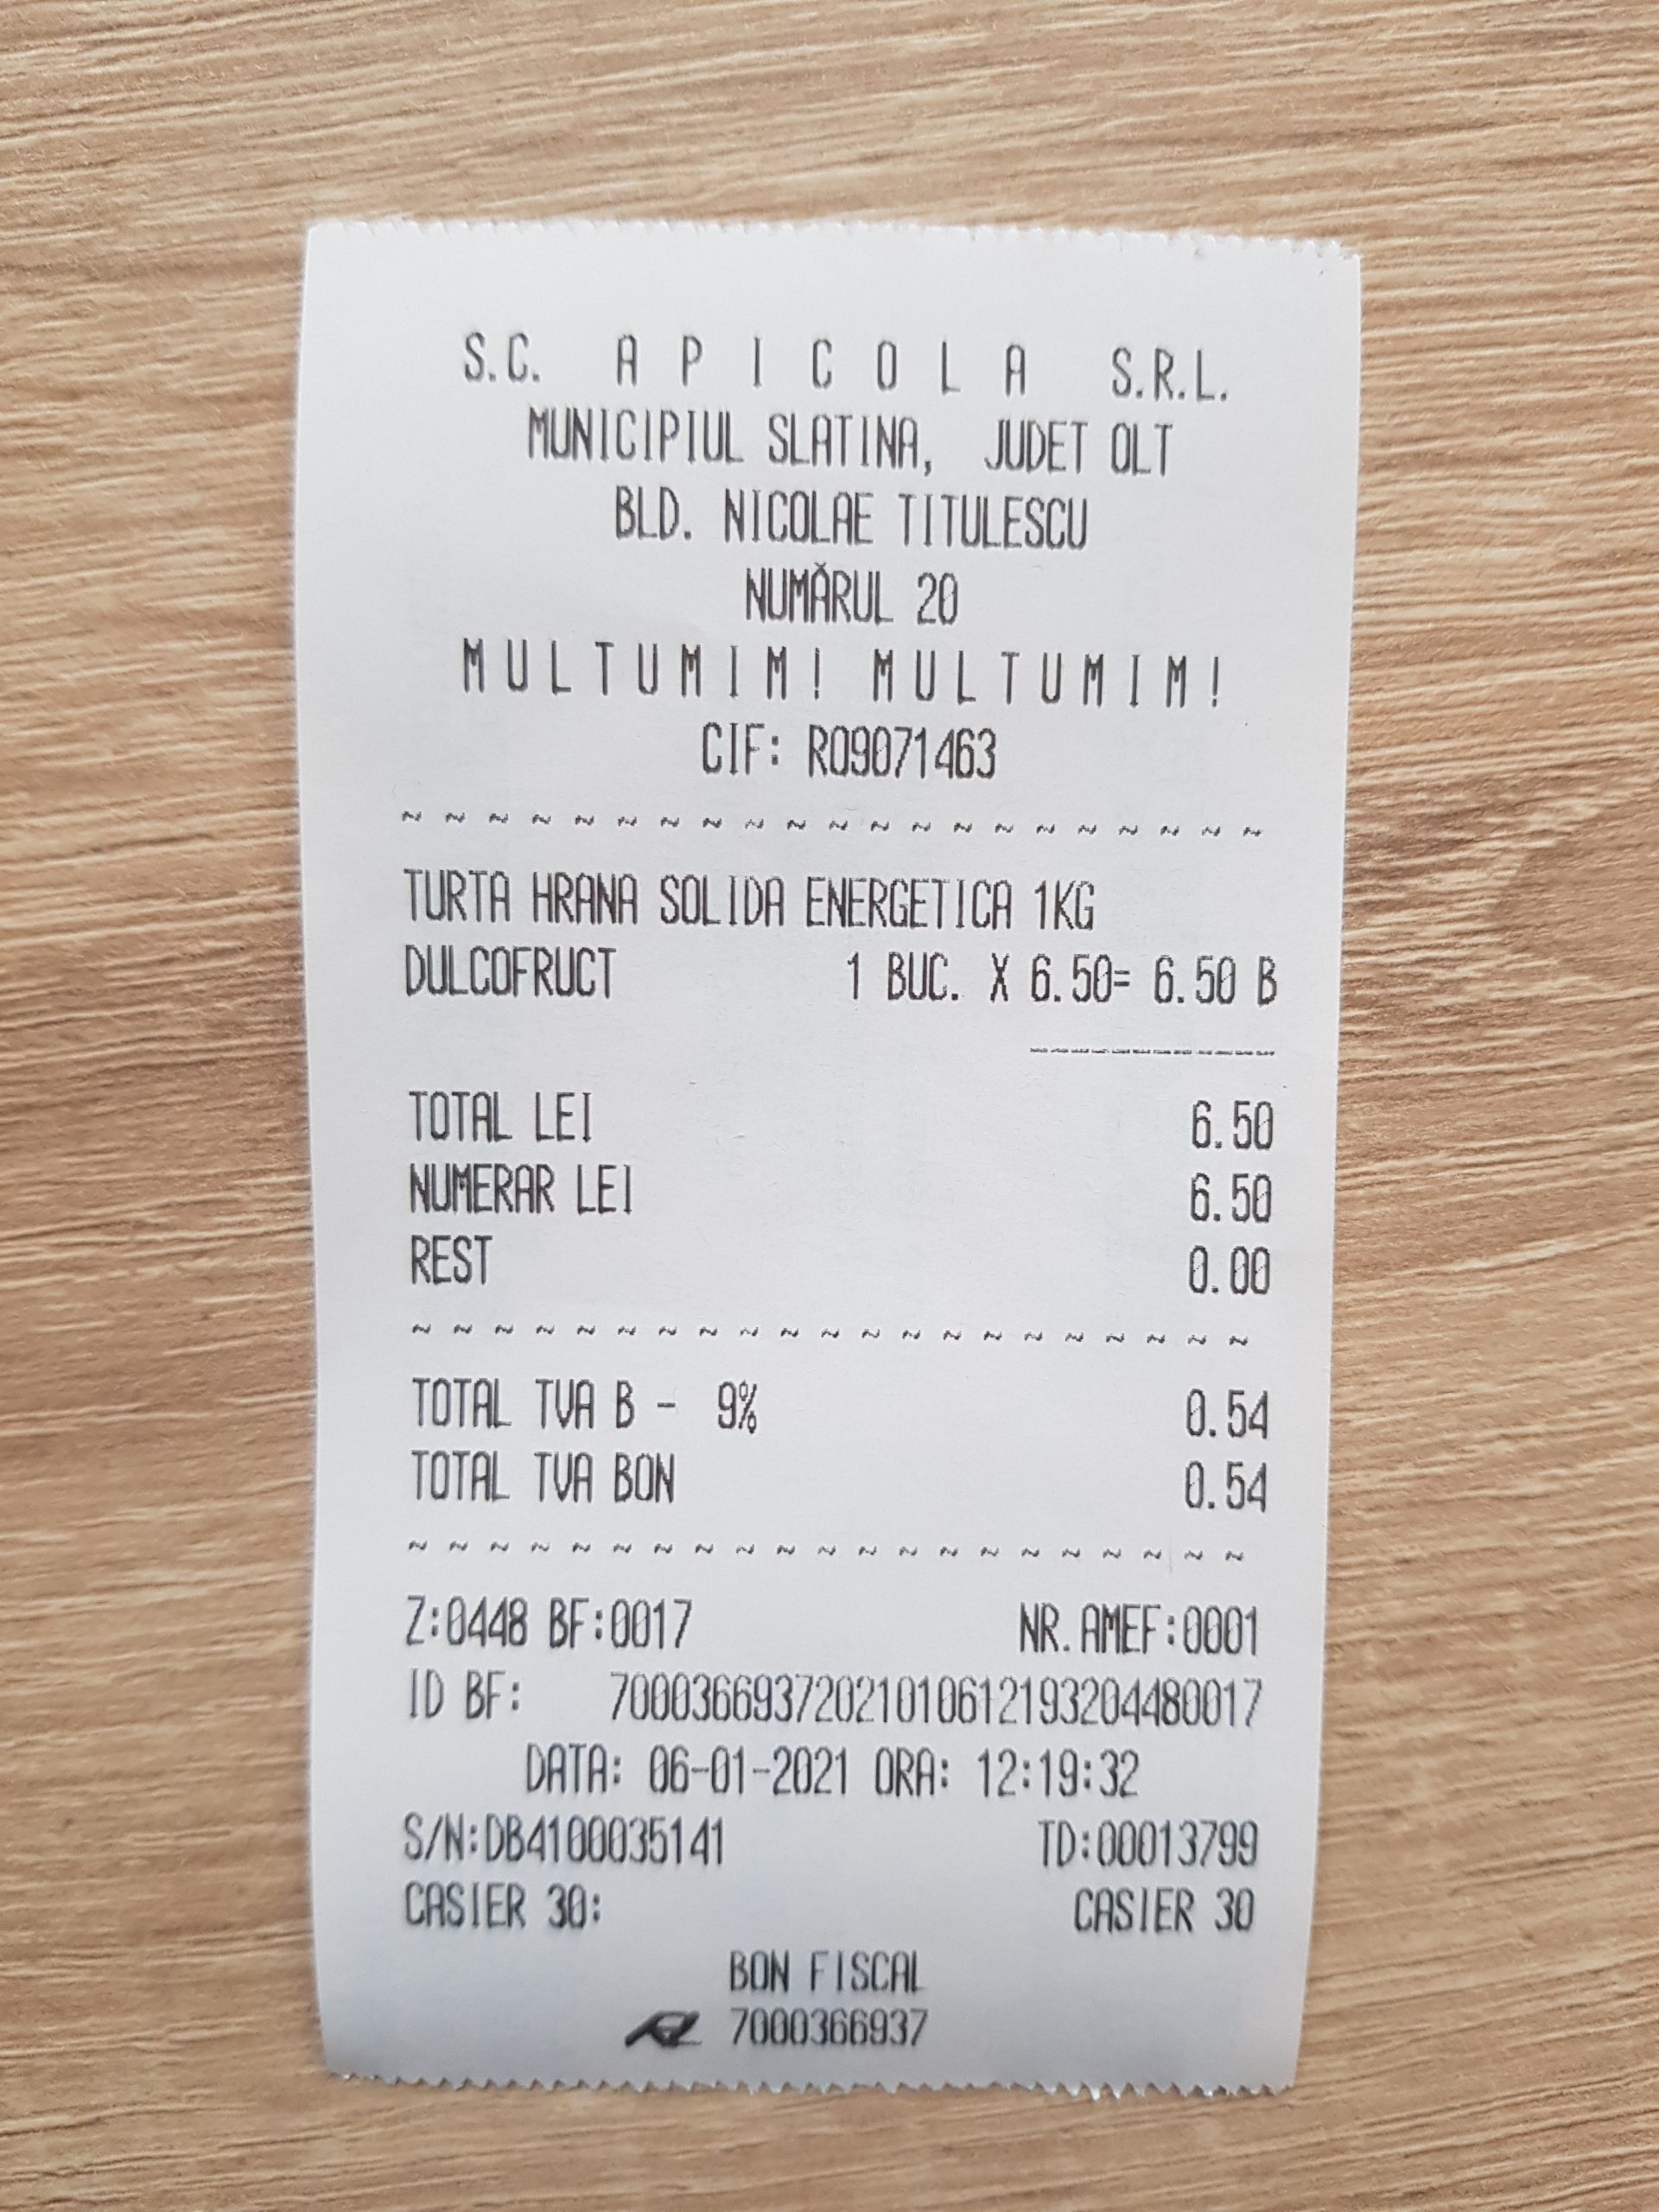 S.C. A P I C O L A S.R.L.
MUNICIPIUL SLATINA, JUDET OLT
BLD. NICOLAE TITULESCU
NUMĂRUL 20
M U L T U M I M ! M U L T U M I M !
CIF: RO9071463
~ ~ ~ ~ ~ ~ ~ ~ ~ ~ ~ ~ ~ ~ ~ ~ ~ ~ ~ ~ ~
TURTA HRANA SOLIDA ENERGETICA 1KG
DULCOFRUCT 1 BUC. X 6.50= 6.50 B
TOTAL LEI 6.50
NUMERAR LEI 6.50
REST 0.00
~ ~ ~ ~ ~ ~ ~ ~ ~ ~ ~ ~ ~ ~ ~ ~ ~ ~ ~ ~ ~
TOTAL TVA B - 9% 0.54
TOTAL TVA BON 0.54
~ ~ ~ ~ ~ ~ ~ ~ ~ ~ ~ ~ ~ ~ ~ ~ ~ ~ ~ ~ ~
Z:0448 BF:0017 NR.AMEF:0001
ID BF: 70003669372021010612193204480017
DATA: 06-01-2021 ORA: 12:19:32
S/N:DB4100035141 TD:00013799
CASIER 30: CASIER 30
BON FISCAL
7000366937